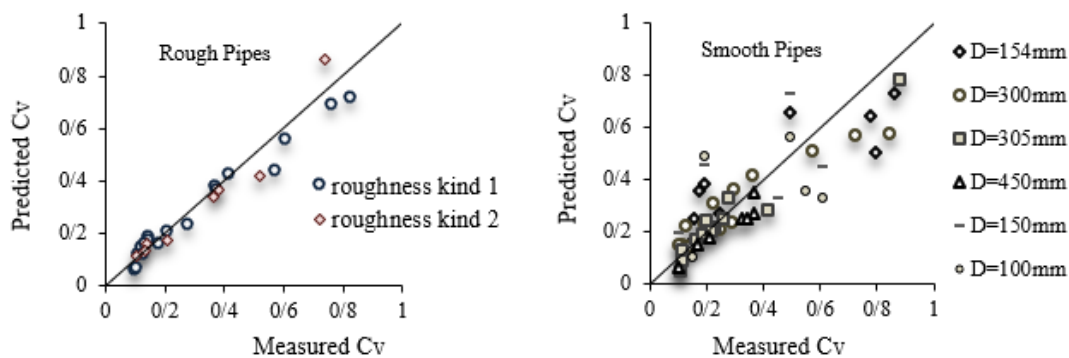 Rough Pipes
Predicted Cv
1
0/8
0/6
0/4
0/2
0
0
0/2
0/4
0/6
0/8
1
Measured Cv
roughness kind 1
roughness kind 2
Smooth Pipes
Predicted Cv
1
0/8
0/6
0/4
0/2
0
0
0/2
0/4
0/6
0/8
1
Measured Cv
D=154mm
D=300mm
D=305mm
D=450mm
D=150mm
D=100mm